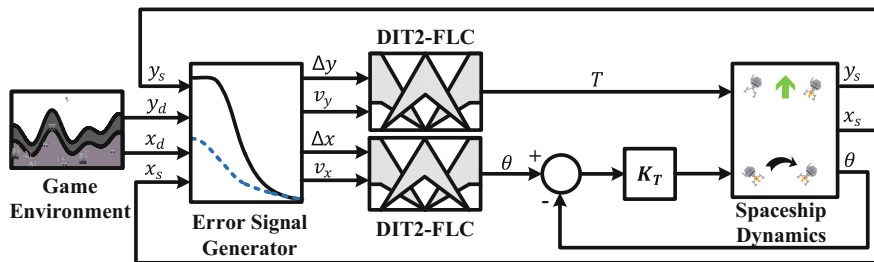 DIT2-FLC
y_s
y_d
x_d
x_s
Δy
v_y
Δx
v_x
T
y_s
x_s
θ
θ
+
-
K_T
Game
Environment
Error Signal
Generator
DIT2-FLC
Spaceship
Dynamics